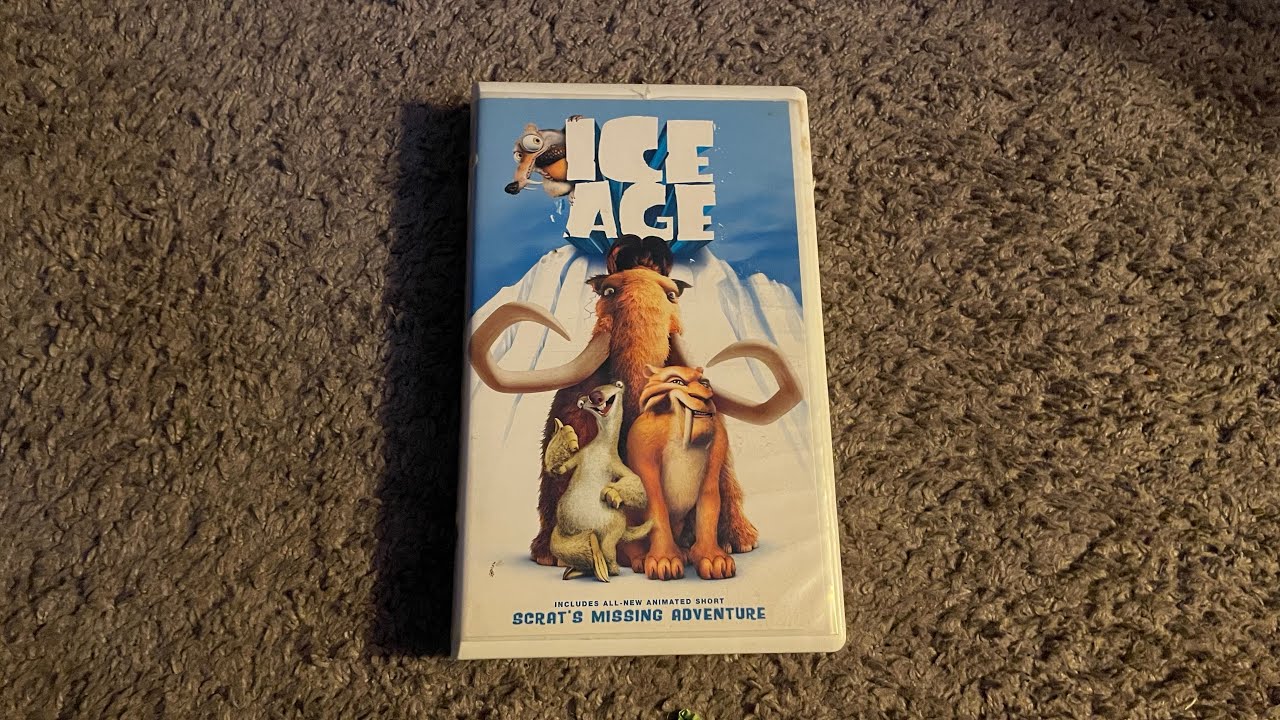 ICE
AGE
INCLUDES ALL-NEW ANIMATED SHORT
SCRAT'S MISSING ADVENTURE